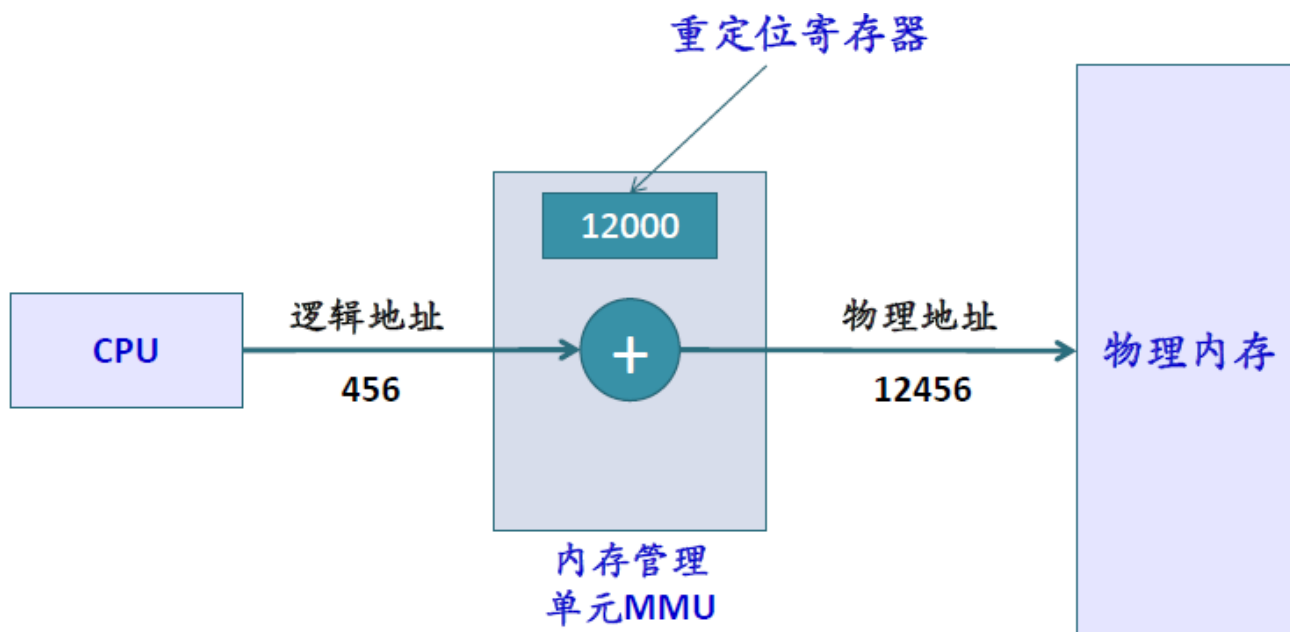 重定位寄存器
12000
逻辑地址
物理地址
CPU
+
物理内存
456
12456
内存管理
单元MMU